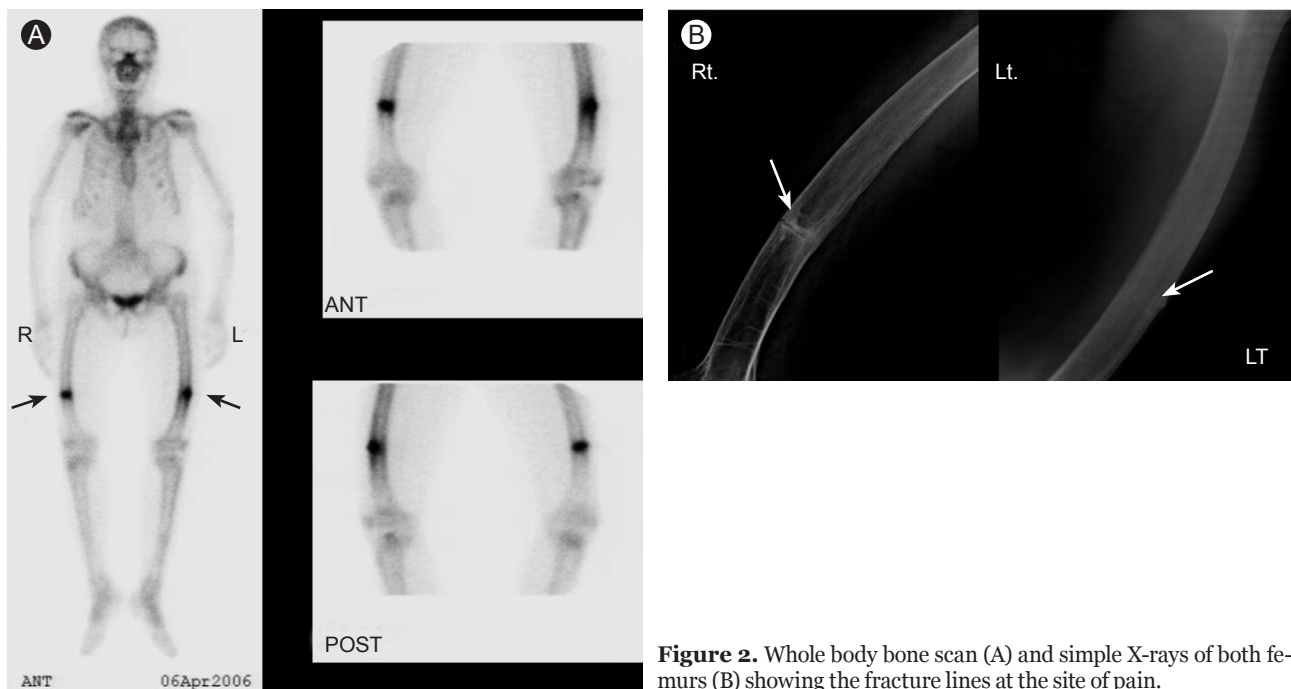 A
R
L
ANT 06Apr2006
ANT
POST
B
Rt.
Lt.
LT
Figure 2. Whole body bone scan (A) and simple X-rays of both fe-
murs (B) showing the fracture lines at the site of pain.